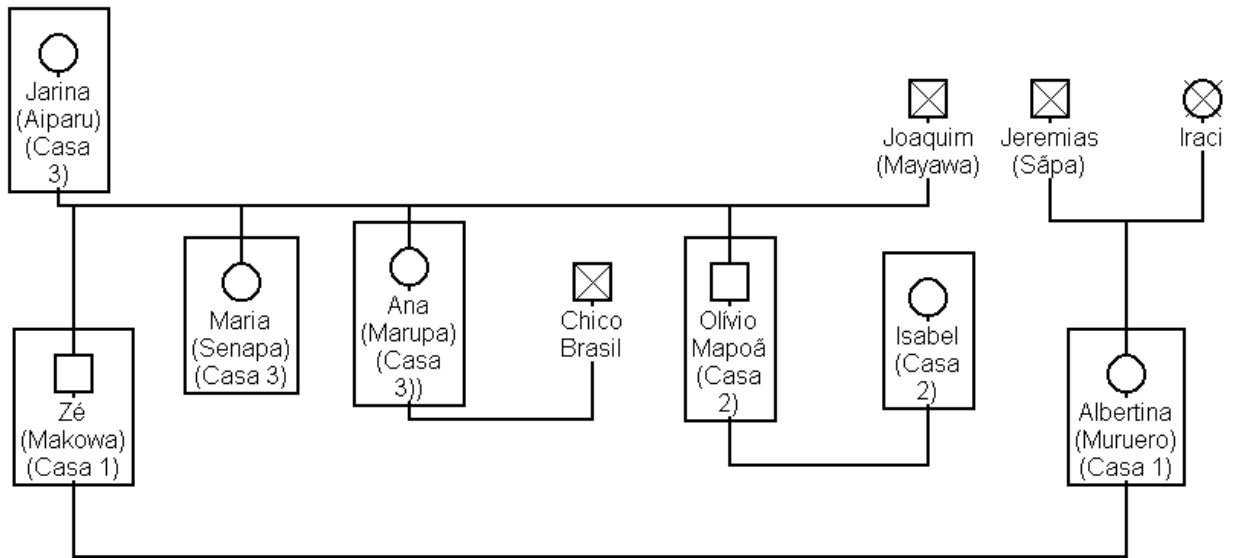 Jarina
(Aiparu)
(Casa
3)
Joaquim
(Mayawa)
Jeremias
(Sãpa)
Iraci
Zé
(Makowa)
(Casa 1)
Maria
(Senapa)
(Casa 3)
Ana
(Marupa)
(Casa
3))
Chico
Brasil
Olívio
Mapoã
(Casa
2)
Isabel
(Casa
2)
Albertina
(Muruero)
(Casa 1)